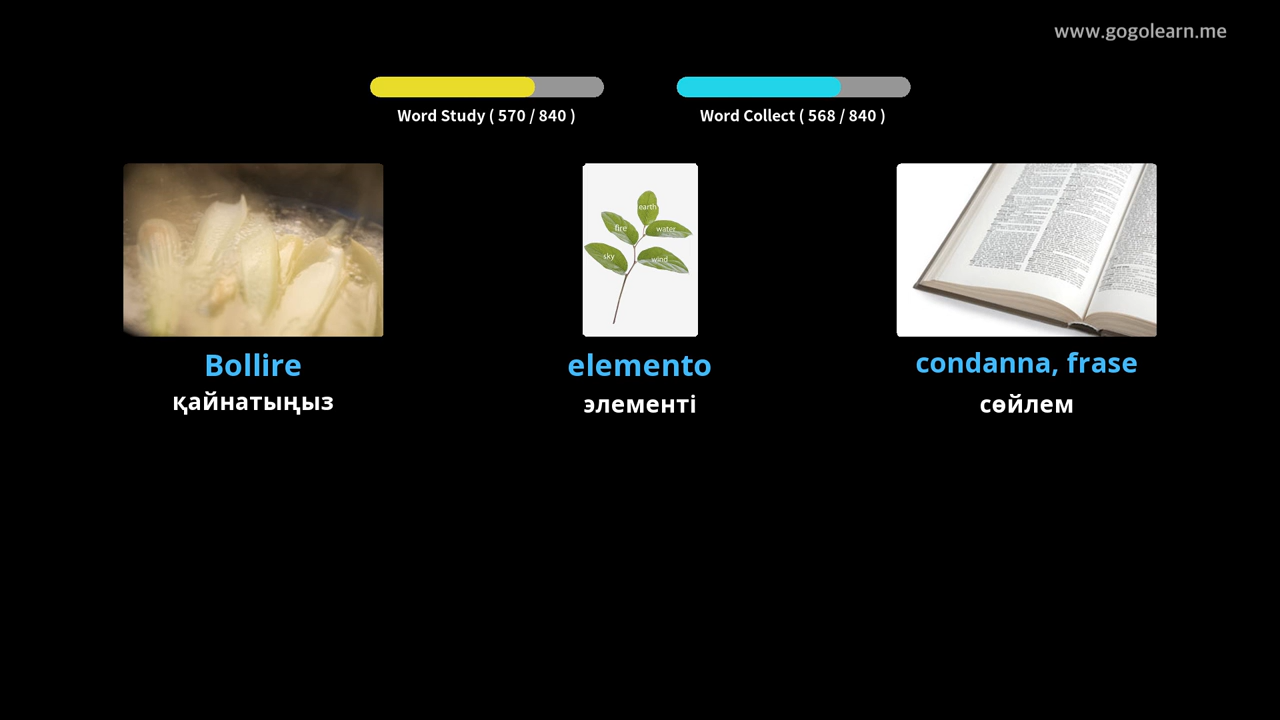 www.gogolearn.me
Word Study ( 570 / 840 )
Word Collect ( 568 / 840 )
earth
fire
water
sky
wind
Bollire
қайнатыңыз
elemento
элементі
condanna, frase
сөйлем